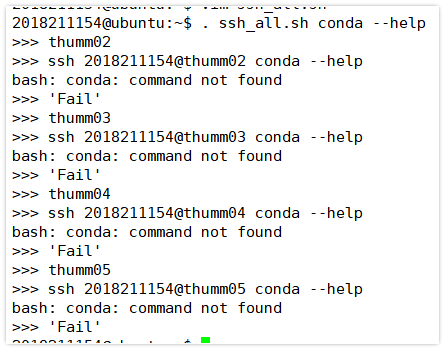 2018211154@ubuntu:~$ . ssh_all.sh conda --help
>>> thumm02
>>> ssh 2018211154@thumm02 conda --help
bash: conda: command not found
>>> 'Fail'
>>> thumm03
>>> ssh 2018211154@thumm03 conda --help
bash: conda: command not found
>>> 'Fail'
>>> thumm04
>>> ssh 2018211154@thumm04 conda --help
bash: conda: command not found
>>> 'Fail'
>>> thumm05
>>> ssh 2018211154@thumm05 conda --help
bash: conda: command not found
>>> 'Fail'